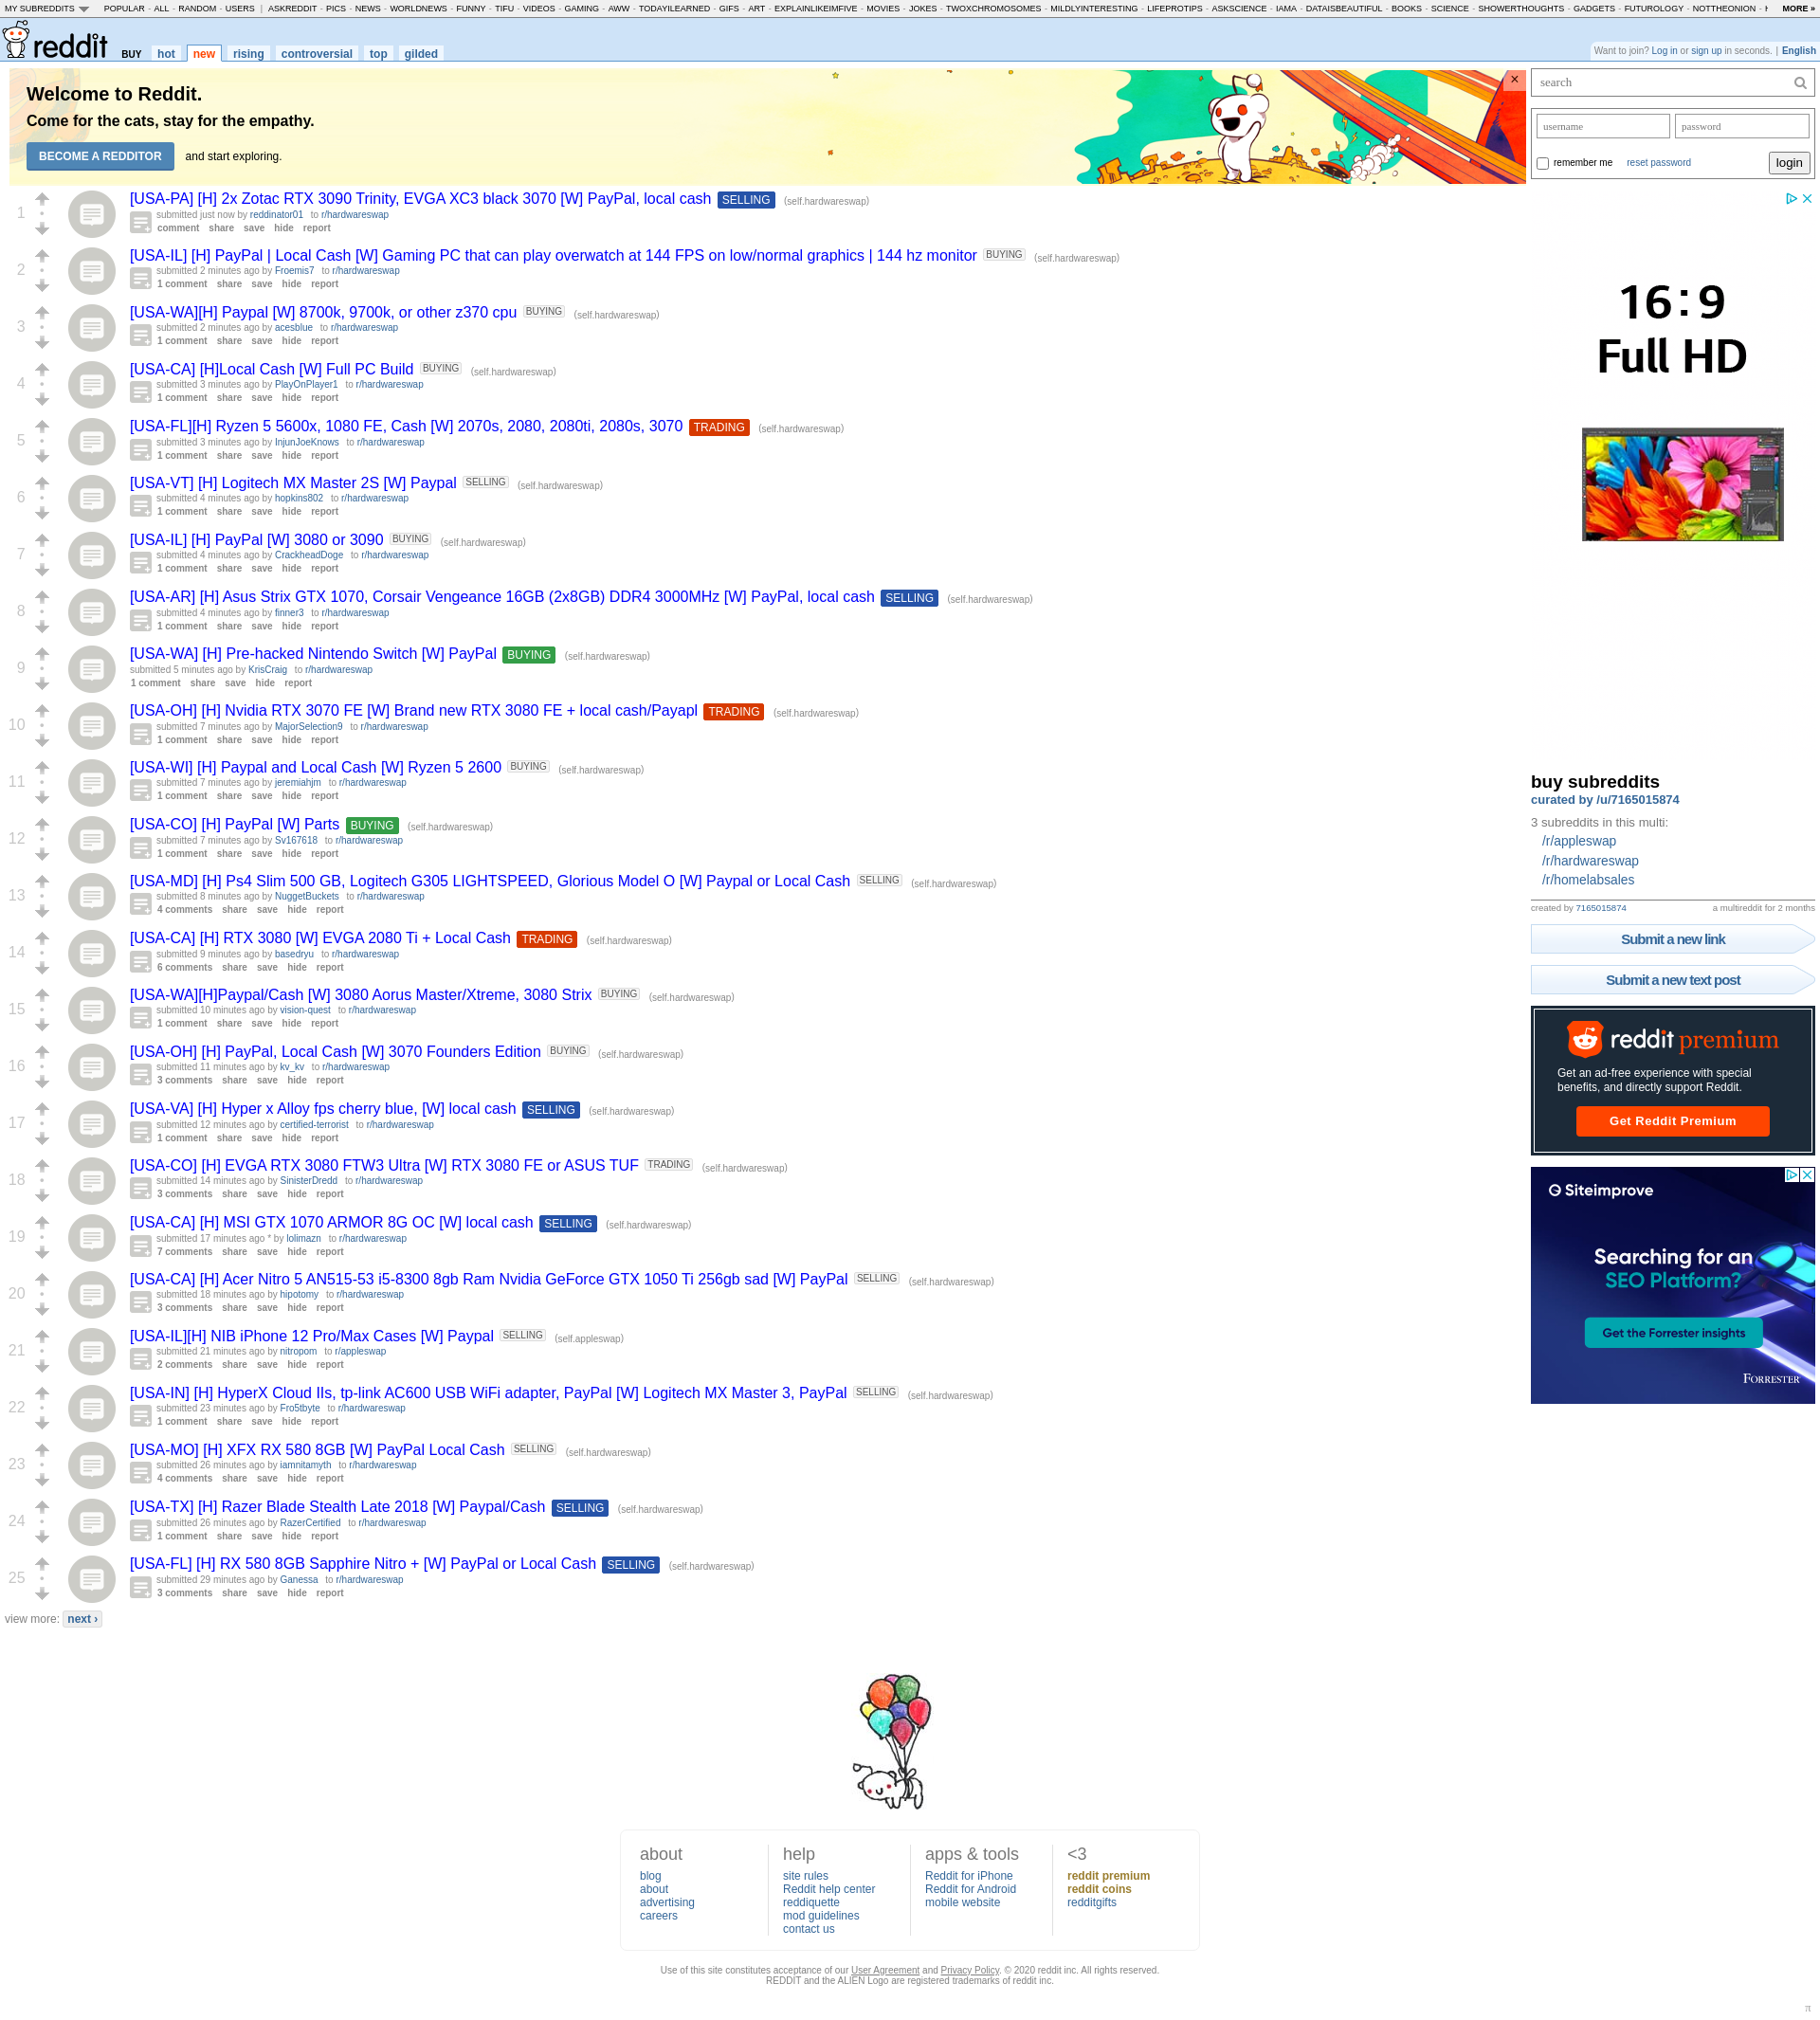 MY SUBREDDITS POPULAR - ALL - RANDOM - USERS | ASKREDDIT - PICS - NEWS - WORLDNEWS - FUNNY - TIFU - VIDEOS - GAMING - AWW - TODAYILEARNED - GIFS - ART - EXPLAINLIKEIMFIVE - MOVIES - JOKES - TWOXCHROMOSOMES - MILDLYINTERESTING - LIFEPROTIPS - ASKSCIENCE - IAMA - DATAISBEAUTIFUL - BOOKS - SCIENCE - SHOWERTHOUGHTS - GADGETS - FUTUROLOGY - NOTTHEONION - MORE »
reddit BUY hot new rising controversial top gilded
Want to join? Log in or sign up in seconds. | English
Welcome to Reddit.
Come for the cats, stay for the empathy.
BECOME A REDDITOR and start exploring.
×
search
username password
remember me reset password login
1
[USA-PA] [H] 2x Zotac RTX 3090 Trinity, EVGA XC3 black 3070 [W] PayPal, local cash SELLING (self.hardwareswap)
submitted just now by reddinator01 to r/hardwareswap
comment share save hide report
2
[USA-IL] [H] PayPal | Local Cash [W] Gaming PC that can play overwatch at 144 FPS on low/normal graphics | 144 hz monitor BUYING (self.hardwareswap)
submitted 2 minutes ago by Froemis7 to r/hardwareswap
1 comment share save hide report
3
[USA-WA][H] Paypal [W] 8700k, 9700k, or other z370 cpu BUYING (self.hardwareswap)
submitted 2 minutes ago by acesblue to r/hardwareswap
1 comment share save hide report
4
[USA-CA] [H]Local Cash [W] Full PC Build BUYING (self.hardwareswap)
submitted 3 minutes ago by PlayOnPlayer1 to r/hardwareswap
1 comment share save hide report
5
[USA-FL][H] Ryzen 5 5600x, 1080 FE, Cash [W] 2070s, 2080, 2080ti, 2080s, 3070 TRADING (self.hardwareswap)
submitted 3 minutes ago by InjunJoeKnows to r/hardwareswap
1 comment share save hide report
6
[USA-VT] [H] Logitech MX Master 2S [W] Paypal SELLING (self.hardwareswap)
submitted 4 minutes ago by hopkins802 to r/hardwareswap
1 comment share save hide report
7
[USA-IL] [H] PayPal [W] 3080 or 3090 BUYING (self.hardwareswap)
submitted 4 minutes ago by CrackheadDoge to r/hardwareswap
1 comment share save hide report
8
[USA-AR] [H] Asus Strix GTX 1070, Corsair Vengeance 16GB (2x8GB) DDR4 3000MHz [W] PayPal, local cash SELLING (self.hardwareswap)
submitted 4 minutes ago by finner3 to r/hardwareswap
1 comment share save hide report
9
[USA-WA] [H] Pre-hacked Nintendo Switch [W] PayPal BUYING (self.hardwareswap)
submitted 5 minutes ago by KrisCraig to r/hardwareswap
1 comment share save hide report
10
[USA-OH] [H] Nvidia RTX 3070 FE [W] Brand new RTX 3080 FE + local cash/Payapl TRADING (self.hardwareswap)
submitted 7 minutes ago by MajorSelection9 to r/hardwareswap
1 comment share save hide report
11
[USA-WI] [H] Paypal and Local Cash [W] Ryzen 5 2600 BUYING (self.hardwareswap)
submitted 7 minutes ago by jeremiahjm to r/hardwareswap
1 comment share save hide report
12
[USA-CO] [H] PayPal [W] Parts BUYING (self.hardwareswap)
submitted 7 minutes ago by Sv167618 to r/hardwareswap
1 comment share save hide report
13
[USA-MD] [H] Ps4 Slim 500 GB, Logitech G305 LIGHTSPEED, Glorious Model O [W] Paypal or Local Cash SELLING (self.hardwareswap)
submitted 8 minutes ago by NuggetBuckets to r/hardwareswap
4 comments share save hide report
14
[USA-CA] [H] RTX 3080 [W] EVGA 2080 Ti + Local Cash TRADING (self.hardwareswap)
submitted 9 minutes ago by basedryu to r/hardwareswap
6 comments share save hide report
15
[USA-WA][H]Paypal/Cash [W] 3080 Aorus Master/Xtreme, 3080 Strix BUYING (self.hardwareswap)
submitted 10 minutes ago by vision-quest to r/hardwareswap
1 comment share save hide report
16
[USA-OH] [H] PayPal, Local Cash [W] 3070 Founders Edition BUYING (self.hardwareswap)
submitted 11 minutes ago by kv_kv to r/hardwareswap
3 comments share save hide report
17
[USA-VA] [H] Hyper x Alloy fps cherry blue, [W] local cash SELLING (self.hardwareswap)
submitted 12 minutes ago by certified-terrorist to r/hardwareswap
1 comment share save hide report
18
[USA-CO] [H] EVGA RTX 3080 FTW3 Ultra [W] RTX 3080 FE or ASUS TUF TRADING (self.hardwareswap)
submitted 14 minutes ago by SinisterDredd to r/hardwareswap
3 comments share save hide report
19
[USA-CA] [H] MSI GTX 1070 ARMOR 8G OC [W] local cash SELLING (self.hardwareswap)
submitted 17 minutes ago * by lolimazn to r/hardwareswap
7 comments share save hide report
20
[USA-CA] [H] Acer Nitro 5 AN515-53 i5-8300 8gb Ram Nvidia GeForce GTX 1050 Ti 256gb sad [W] PayPal SELLING (self.hardwareswap)
submitted 18 minutes ago by hipotomy to r/hardwareswap
3 comments share save hide report
21
[USA-IL][H] NIB iPhone 12 Pro/Max Cases [W] Paypal SELLING (self.appleswap)
submitted 21 minutes ago by nitropom to r/appleswap
2 comments share save hide report
22
[USA-IN] [H] HyperX Cloud IIs, tp-link AC600 USB WiFi adapter, PayPal [W] Logitech MX Master 3, PayPal SELLING (self.hardwareswap)
submitted 23 minutes ago by Fro5tbyte to r/hardwareswap
1 comment share save hide report
23
[USA-MO] [H] XFX RX 580 8GB [W] PayPal Local Cash SELLING (self.hardwareswap)
submitted 26 minutes ago by iamnitamyth to r/hardwareswap
4 comments share save hide report
24
[USA-TX] [H] Razer Blade Stealth Late 2018 [W] Paypal/Cash SELLING (self.hardwareswap)
submitted 26 minutes ago by RazerCertified to r/hardwareswap
1 comment share save hide report
25
[USA-FL] [H] RX 580 8GB Sapphire Nitro + [W] PayPal or Local Cash SELLING (self.hardwareswap)
submitted 29 minutes ago by Ganessa to r/hardwareswap
3 comments share save hide report
view more: next ›
16:9
Full HD
buy subreddits
curated by /u/7165015874
3 subreddits in this multi:
/r/appleswap
/r/hardwareswap
/r/homelabsales
created by 7165015874 a multireddit for 2 months
Submit a new link
Submit a new text post
reddit premium
Get an ad-free experience with special
benefits, and directly support Reddit.
Get Reddit Premium
Siteimprove
Searching for an
SEO Platform?
Get the Forrester insights
FORRESTER
about
blog
about
advertising
careers
help
site rules
Reddit help center
reddiquette
mod guidelines
contact us
apps & tools
Reddit for iPhone
Reddit for Android
mobile website
<3
reddit premium
reddit coins
redditgifts
Use of this site constitutes acceptance of our User Agreement and Privacy Policy. © 2020 reddit inc. All rights reserved.
REDDIT and the ALIEN Logo are registered trademarks of reddit inc.
π